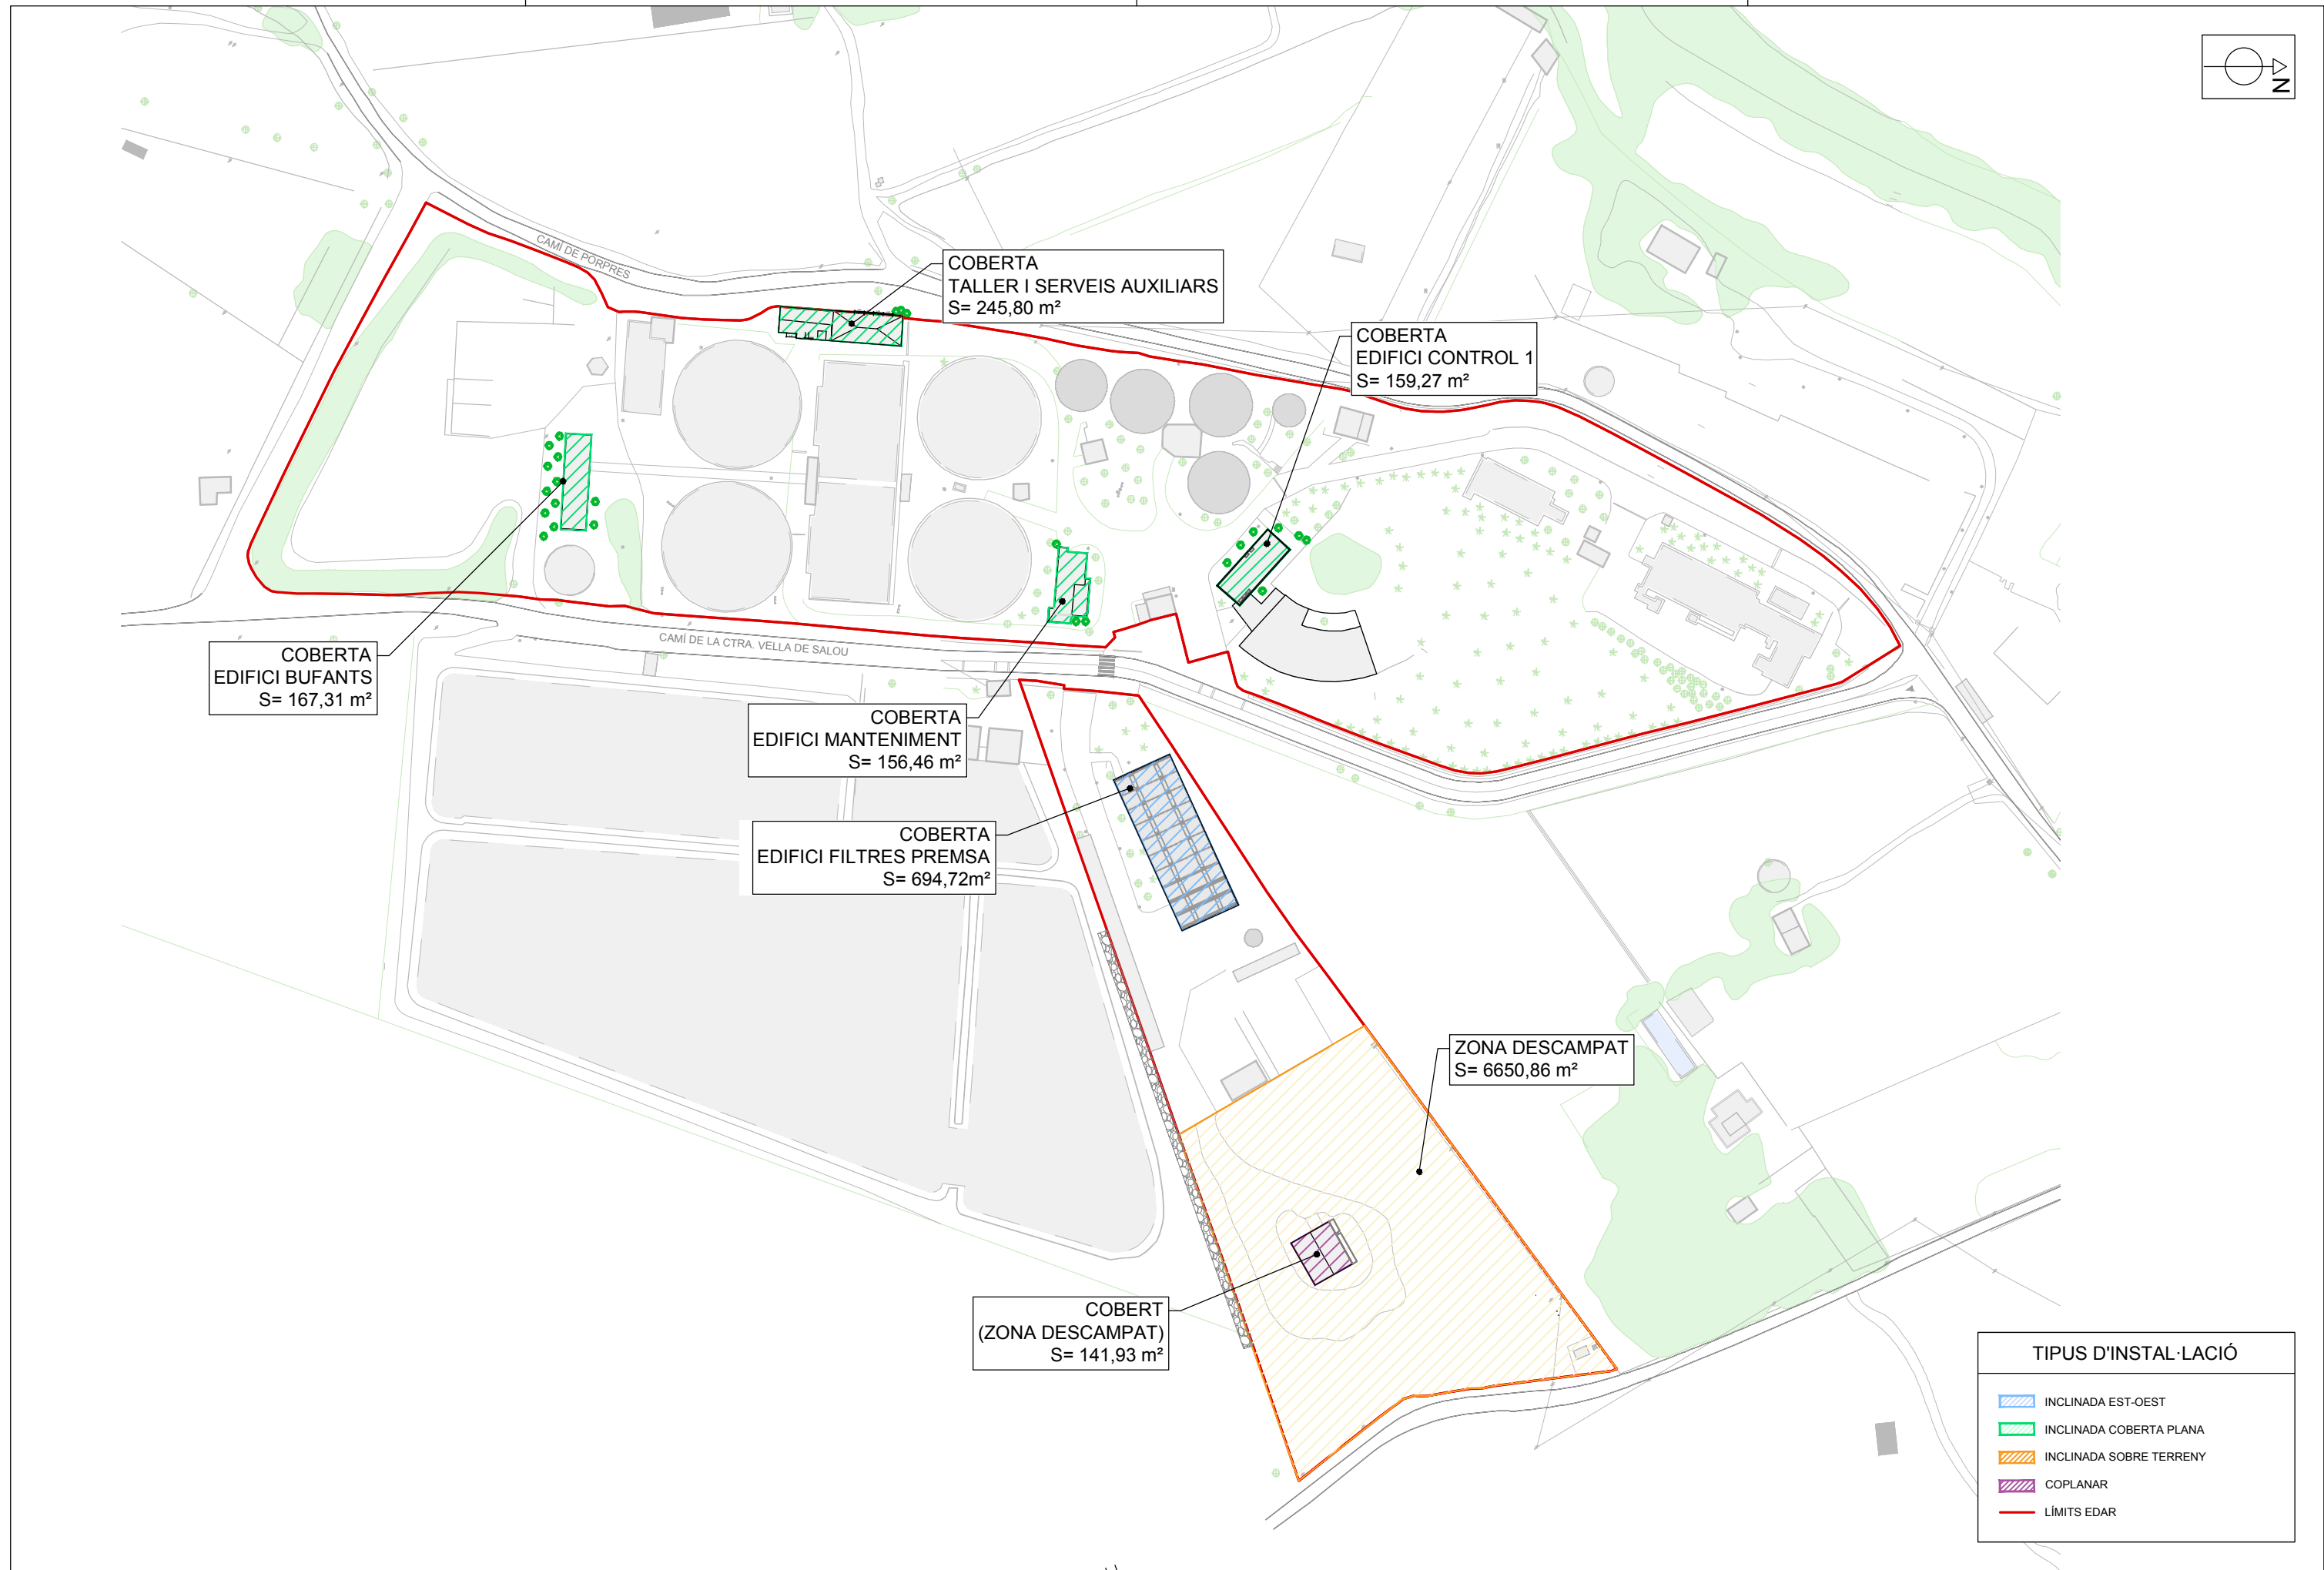 N
CAMÍ DE PORPRES
COBERTA
TALLER I SERVEIS AUXILIARS
S= 245,80 m²
COBERTA
EDIFICI CONTROL 1
S= 159,27 m²
COBERTA
EDIFICI BUFANTS
S= 167,31 m²
CAMÍ DE LA CTRA. VELLA DE SALOU
COBERTA
EDIFICI MANTENIMENT
S= 156,46 m²
COBERTA
EDIFICI FILTRES PREMSA
S= 694,72m²
ZONA DESCAMPAT
S= 6650,86 m²
COBERT
(ZONA DESCAMPAT)
S= 141,93 m²
TIPUS D'INSTAL·LACIÓ
INCLINADA EST-OEST
INCLINADA COBERTA PLANA
INCLINADA SOBRE TERRENY
COPLANAR
LÍMITS EDAR